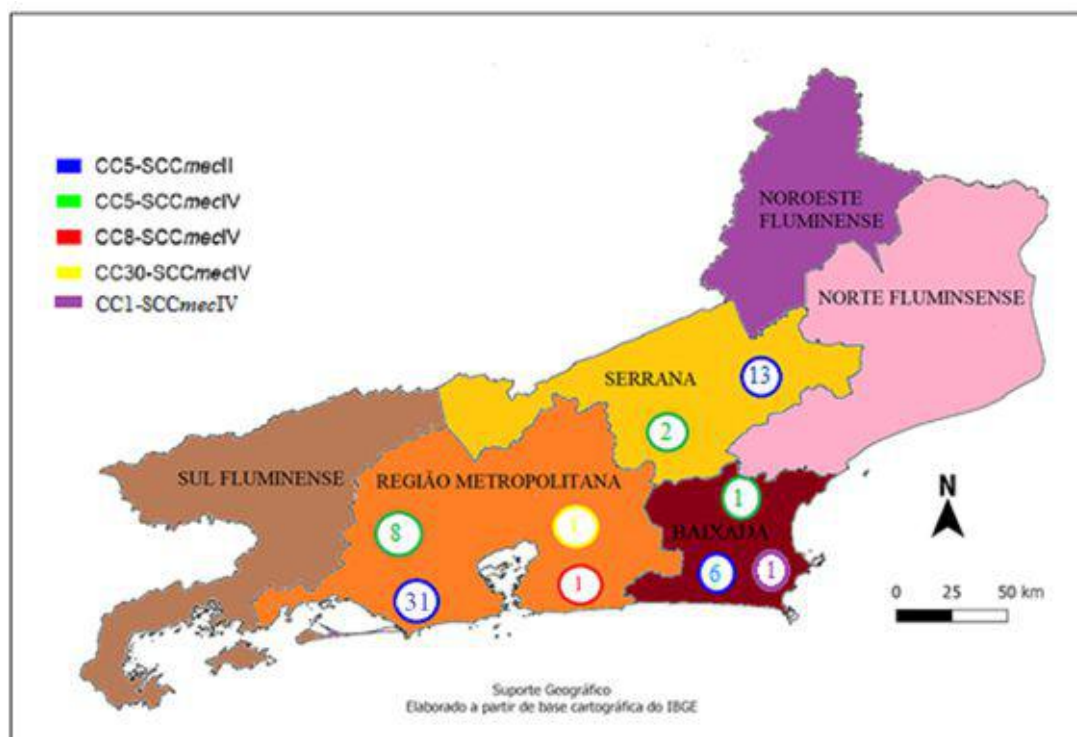 CC5-SCCmecII
CC5-SCCmecIV
CC8-SCCmecIV
CC30-SCCmecIV
CC1-SCCmecIV
NOROESTE
FLUMINENSE
NORTE FLUMINSENSE
SERRANA
13
2
SUL FLUMINENSE
REGIÃO METROPOLITANA
1
BAIXADA
8
1
6
1
31
1
N
0 25 50 km
Suporte Geográfico
Elaborado a partir de base cartográfica do IBGE